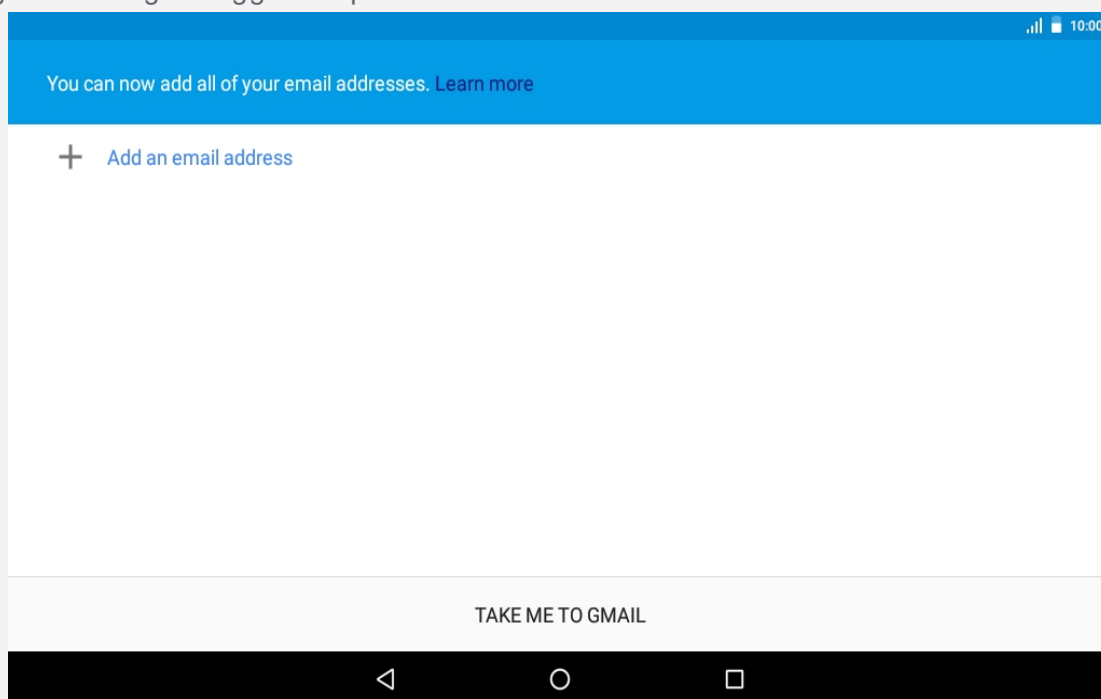 10:00
You can now add all of your email addresses. Learn more
Add an email address
TAKE ME TO GMAIL